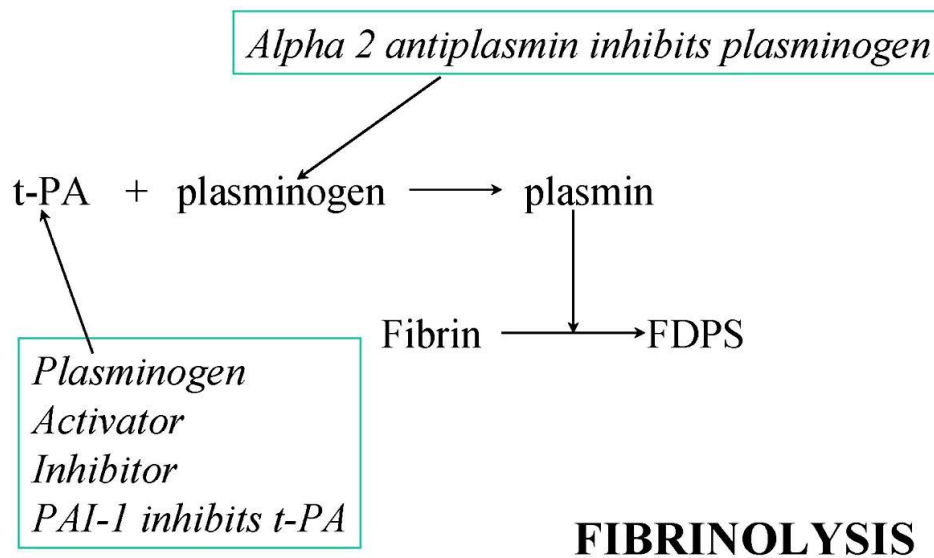 Alpha 2 antiplasmin inhibits plasminogen
t-PA + plasminogen plasmin
Fibrin FDPS
Plasminogen
Activator
Inhibitor
PAI-1 inhibits t-PA
FIBRINOLYSIS